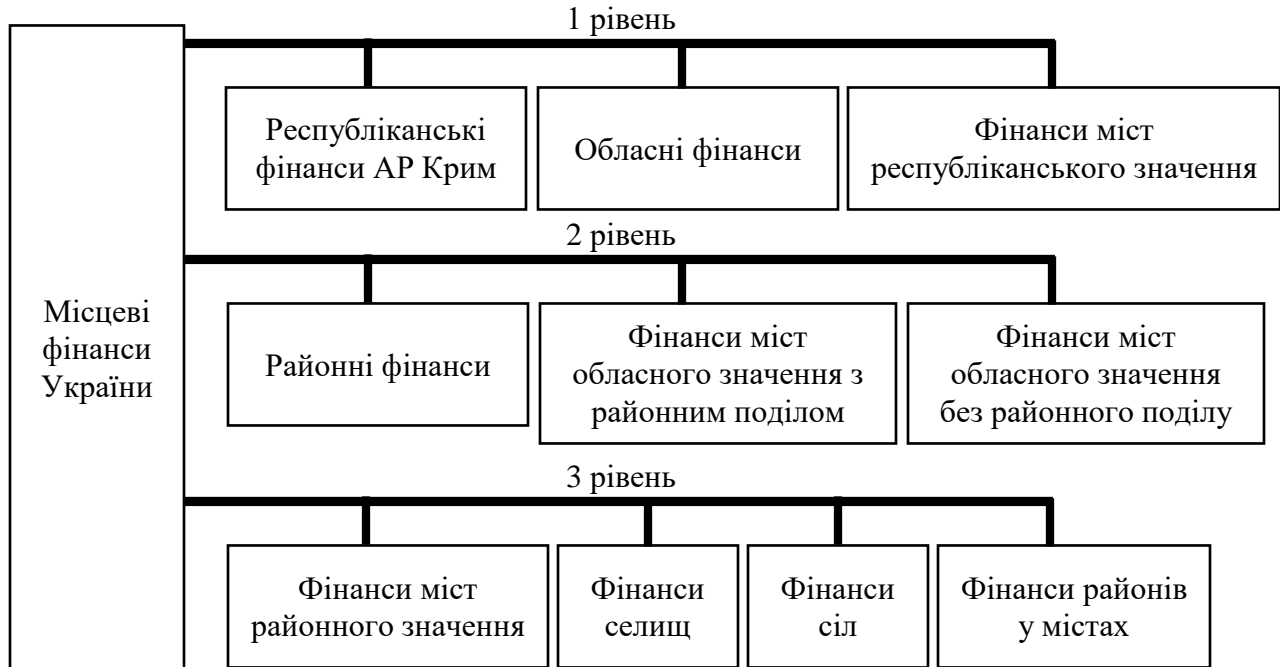 1 рівень
Республіканські
фінанси АР Крим
Обласні фінанси
Фінанси міст
республіканського значення
2 рівень
Місцеві
фінанси
України
Районні фінанси
Фінанси міст
обласного значення з
районним поділом
Фінанси міст
обласного значення
без районного поділу
3 рівень
Фінанси міст
районного значення
Фінанси
селищ
Фінанси
сіл
Фінанси районів
у містах